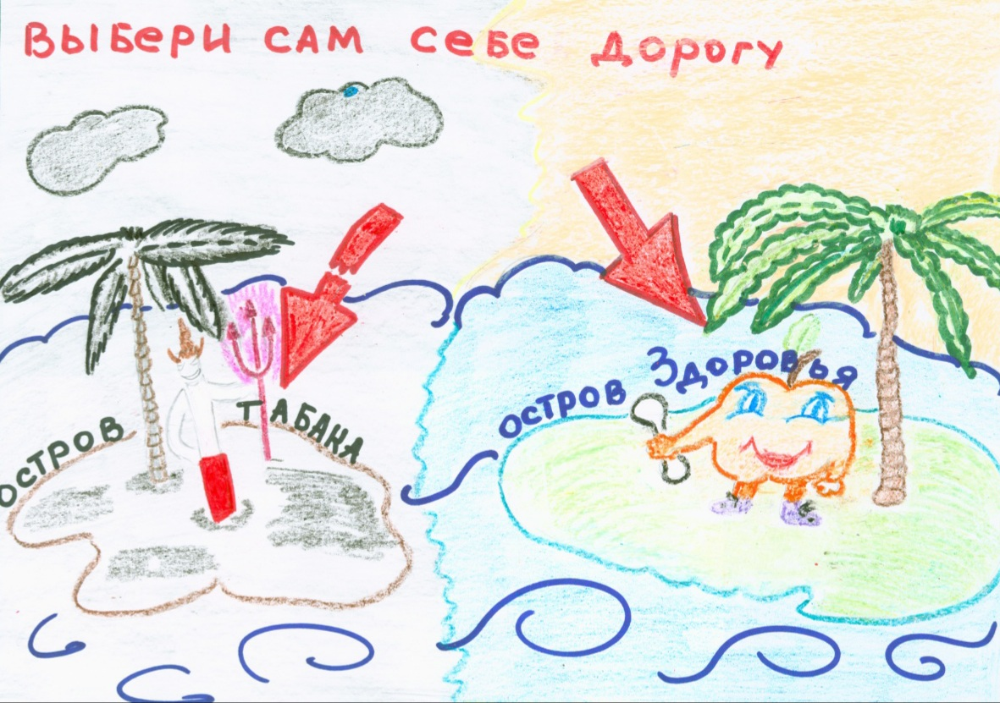 Выбери сам себе дорогу
остров табака
остров Здоровья